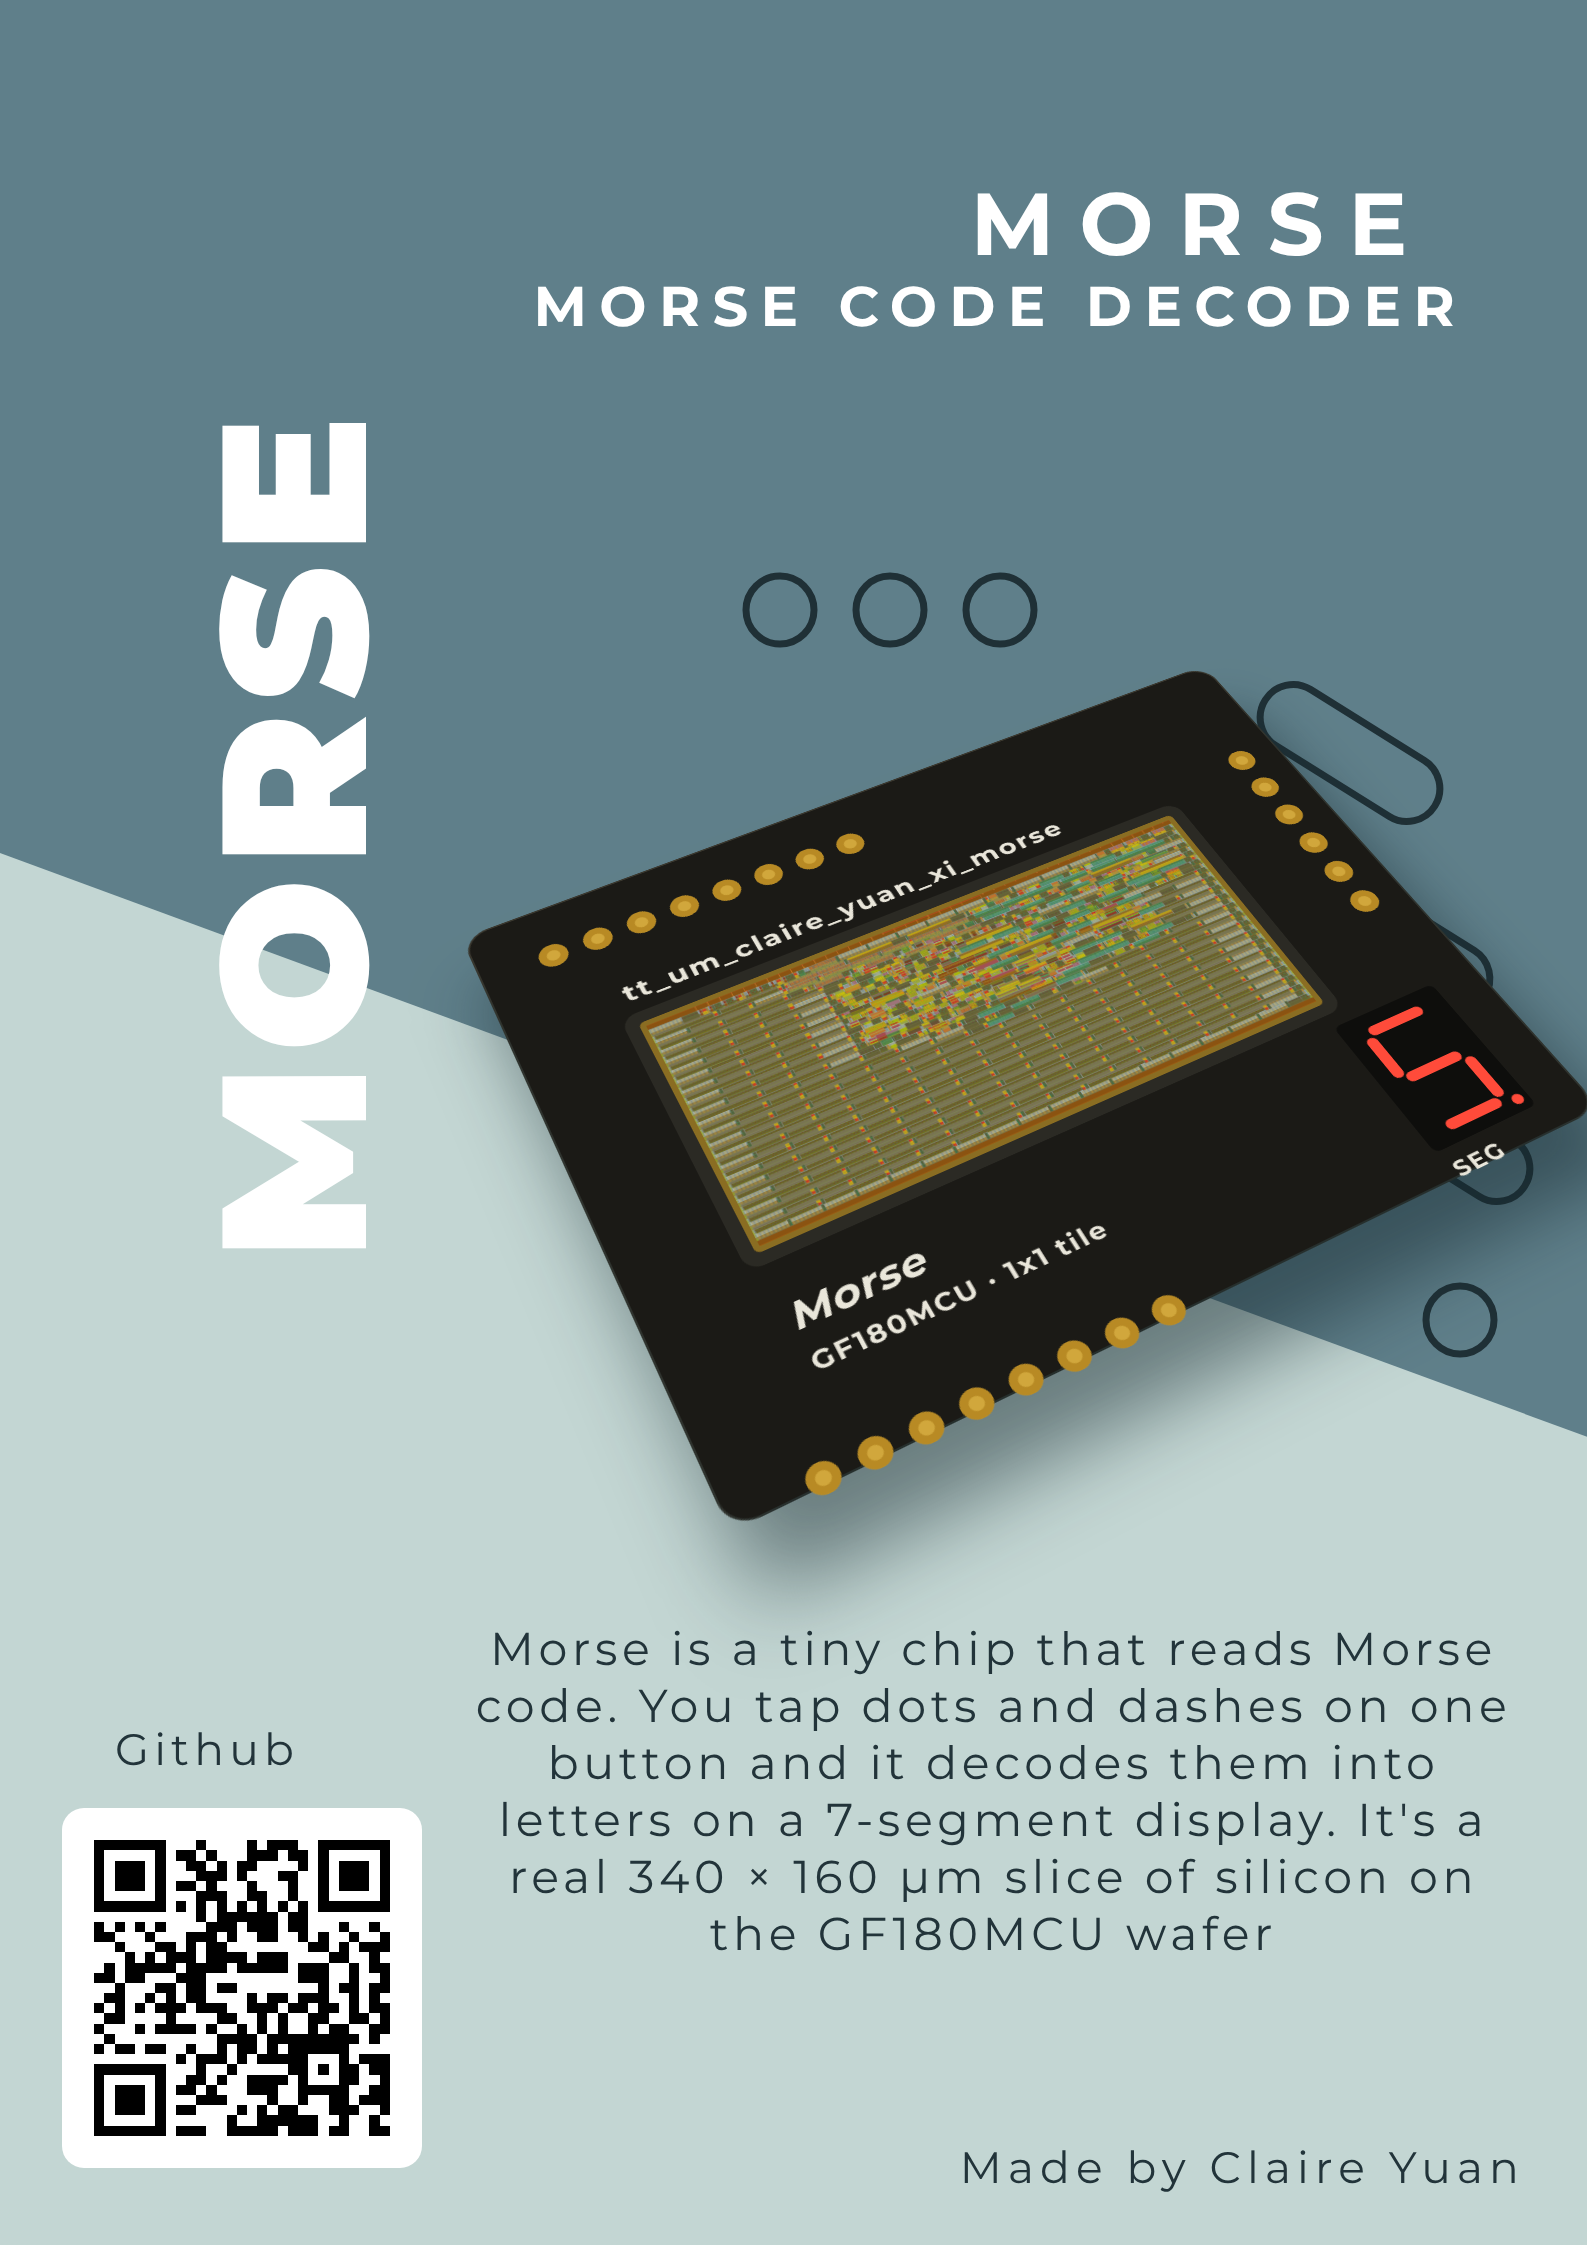 MORSE
MORSE CODE DECODER
MORSE
tt_um_claire_yuan_xi_morse
5.
SEG
Morse
GF180MCU · 1x1 tile
Morse is a tiny chip that reads Morse
code. You tap dots and dashes on one
button and it decodes them into
letters on a 7-segment display. It's a
real 340 × 160 µm slice of silicon on
the GF180MCU wafer
Github
Made by Claire Yuan